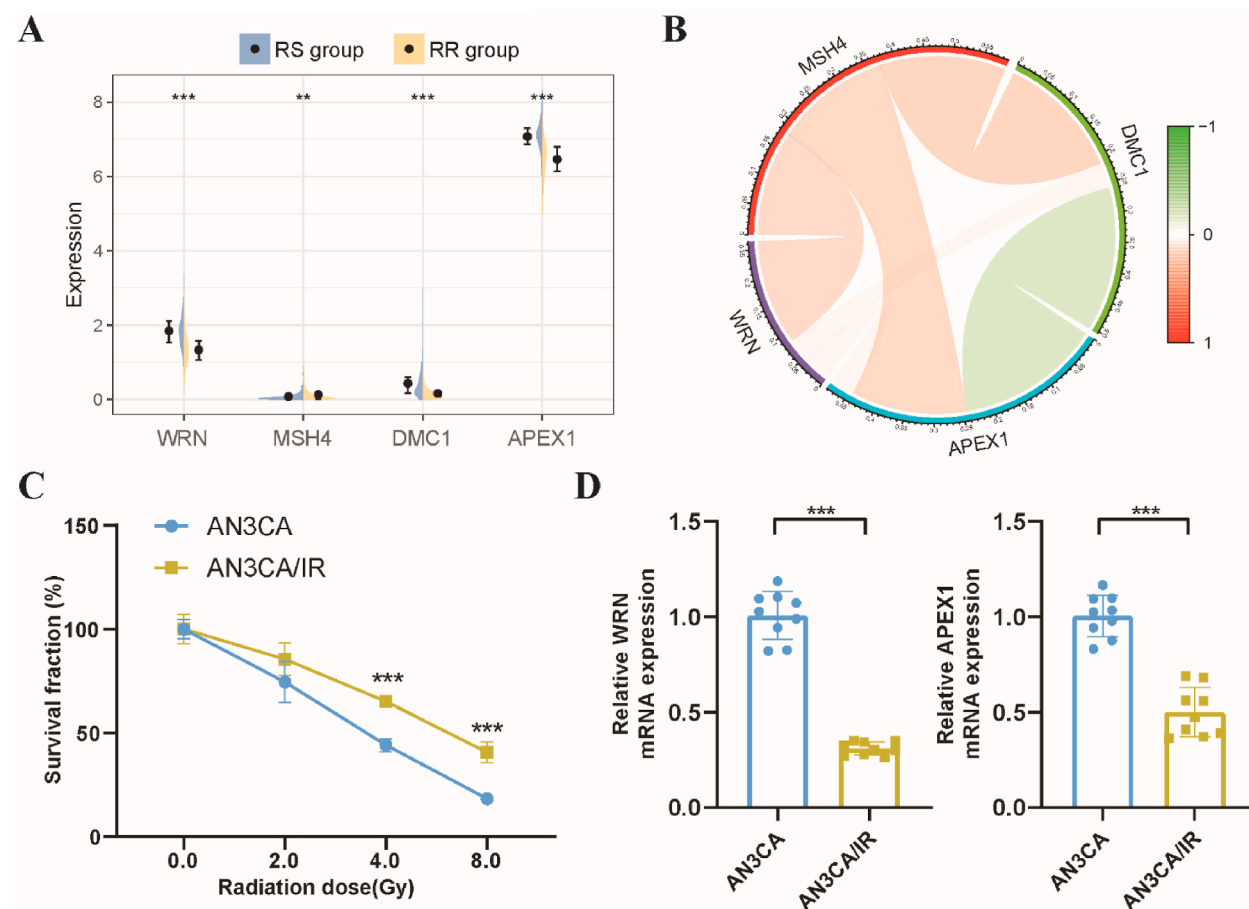 A
RS group
RR group
***
**
***
***
Expression
8
6
4
2
0
WRN
MSH4
DMC1
APEX1
B
MSH4
DMC1
WRN
APEX1
−1
0
1
C
AN3CA
AN3CA/IR
Survival fraction (%)
150
100
50
0
***
***
0.0
2.0
4.0
8.0
Radiation dose(Gy)
D
Relative WRN
mRNA expression
1.5
1.0
0.5
0.0
***
AN3CA
AN3CA/IR
Relative APEX1
mRNA expression
1.5
1.0
0.5
0.0
***
AN3CA
AN3CA/IR